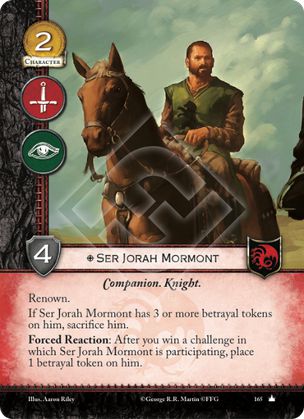 2
CHARACTER
4
SER JORAH MORMONT
Companion. Knight.
Renown.
If Ser Jorah Mormont has 3 or more betrayal tokens
on him, sacrifice him.
Forced Reaction: After you win a challenge in
which Ser Jorah Mormont is participating, place
1 betrayal token on him.
Illus. Aaron Riley
©George R.R. Martin ©FFG
165